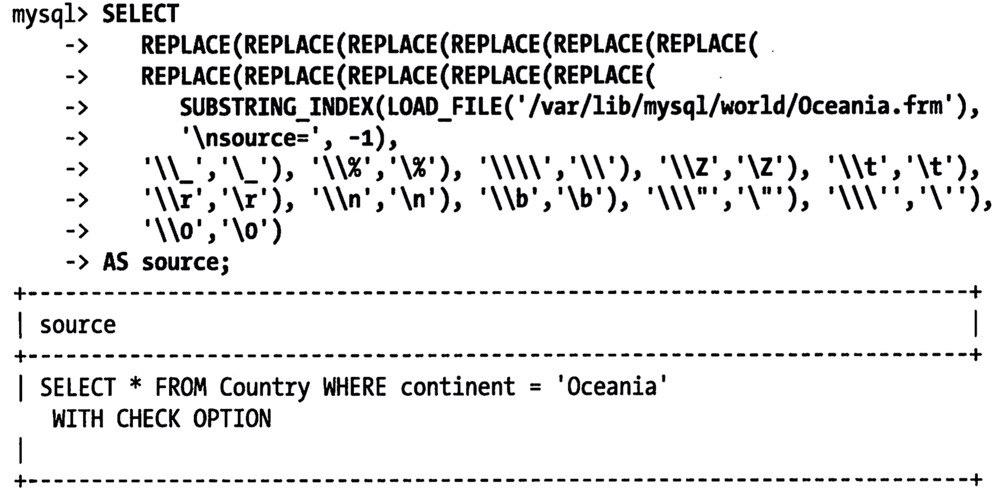 mysql> SELECT
    ->     REPLACE(REPLACE(REPLACE(REPLACE(REPLACE(REPLACE(
    ->     REPLACE(REPLACE(REPLACE(REPLACE(REPLACE(
    ->        SUBSTRING_INDEX(LOAD_FILE('/var/lib/mysql/world/Oceania.frm'),
    ->        '\nsource=', -1),
    ->     '\\_','\_'), '\\%','\%'), '\\\\','\\'), '\\Z','\Z'), '\\t','\t'),
    ->     '\\r','\r'), '\\n','\n'), '\\b','\b'), '\\\"','\"'), '\\\'','\''),
    ->     '\\0','\0')
    -> AS source;
+-------------------------------------------------------------------------+
| source                                                                  |
+-------------------------------------------------------------------------+
| SELECT * FROM Country WHERE continent = 'Oceania'
  WITH CHECK OPTION
|
+-------------------------------------------------------------------------+